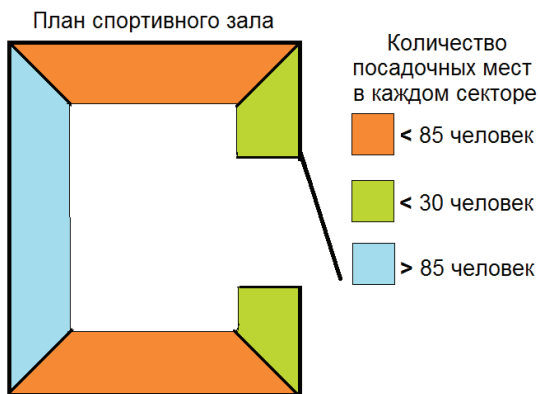 План спортивного зала
Количество
посадочных мест
в каждом секторе
< 85 человек
< 30 человек
> 85 человек